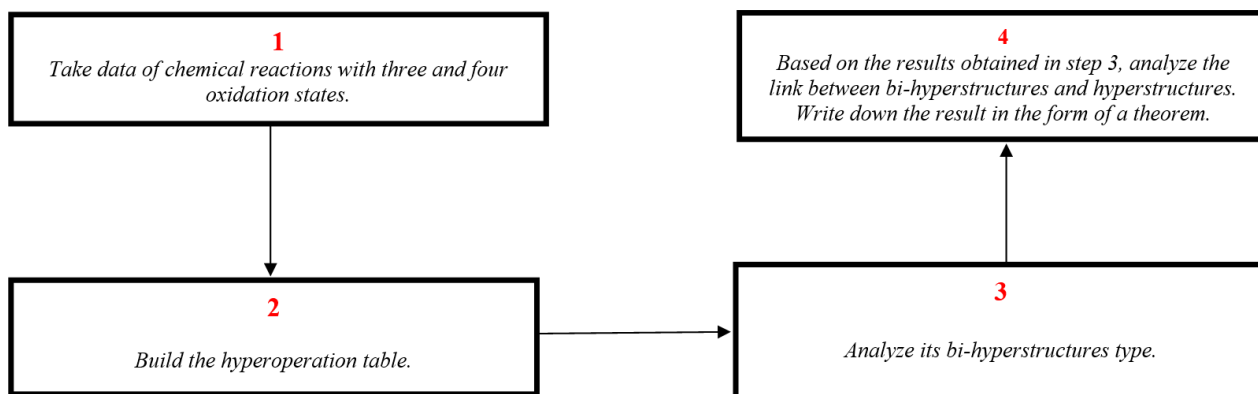 1
Take data of chemical reactions with three and four
oxidation states.
2
Build the hyperoperation table.
3
Analyze its bi-hyperstructures type.
4
Based on the results obtained in step 3, analyze the
link between bi-hyperstructures and hyperstructures.
Write down the result in the form of a theorem.